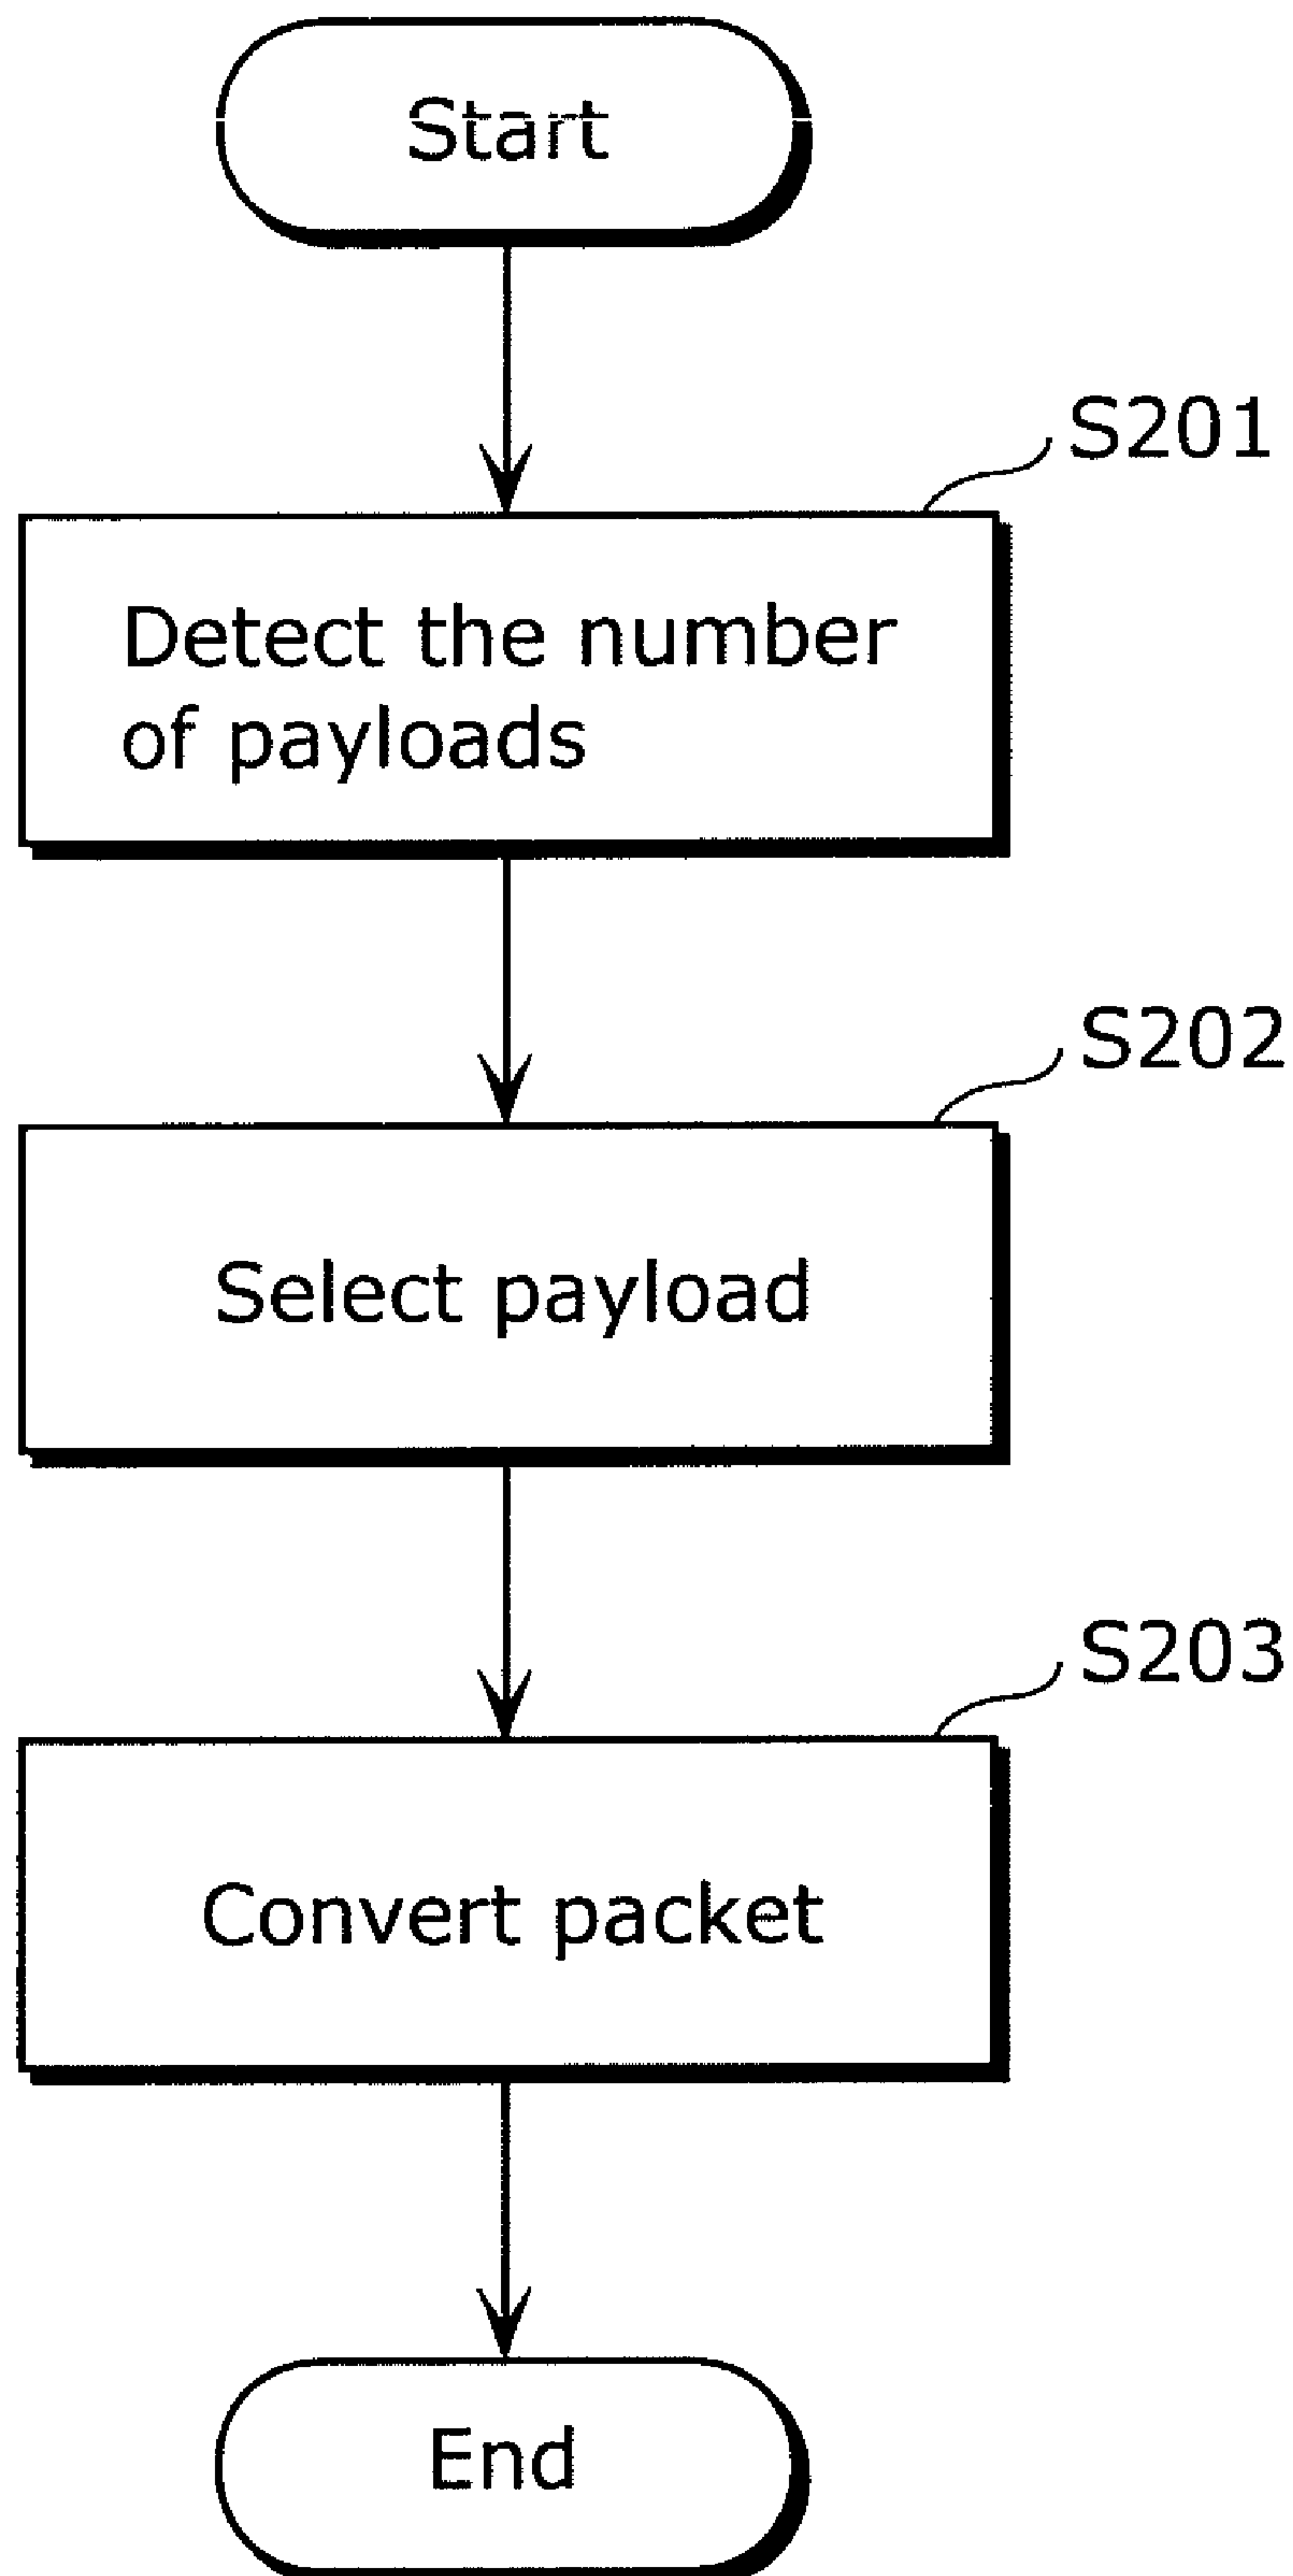 Start
S201
Detect the number
of payloads
S202
Select payload
S203
Convert packet
End